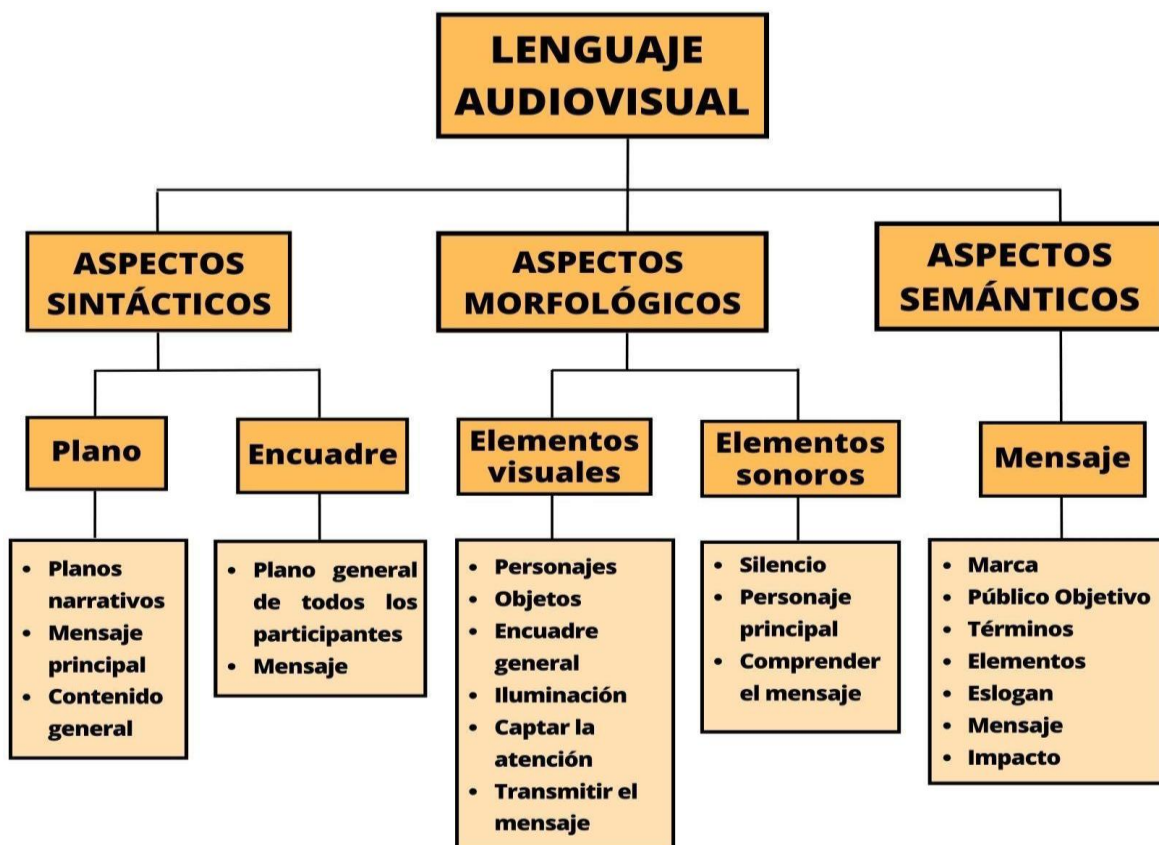 LENGUAJE
AUDIOVISUAL
ASPECTOS
SINTÁCTICOS
ASPECTOS
MORFOLÓGICOS
ASPECTOS
SEMÁNTICOS
Plano
Encuadre
Elementos
visuales
Elementos
sonoros
Mensaje
• Planos
narrativos
• Mensaje
principal
• Contenido
general
• Plano general
de todos los
participantes
• Mensaje
• Personajes
• Objetos
• Encuadre
general
• Iluminación
• Captar la
atención
• Transmitir el
mensaje
• Silencio
• Personaje
principal
• Comprender
el mensaje
• Marca
• Público Objetivo
• Términos
• Elementos
• Eslogan
• Mensaje
• Impacto